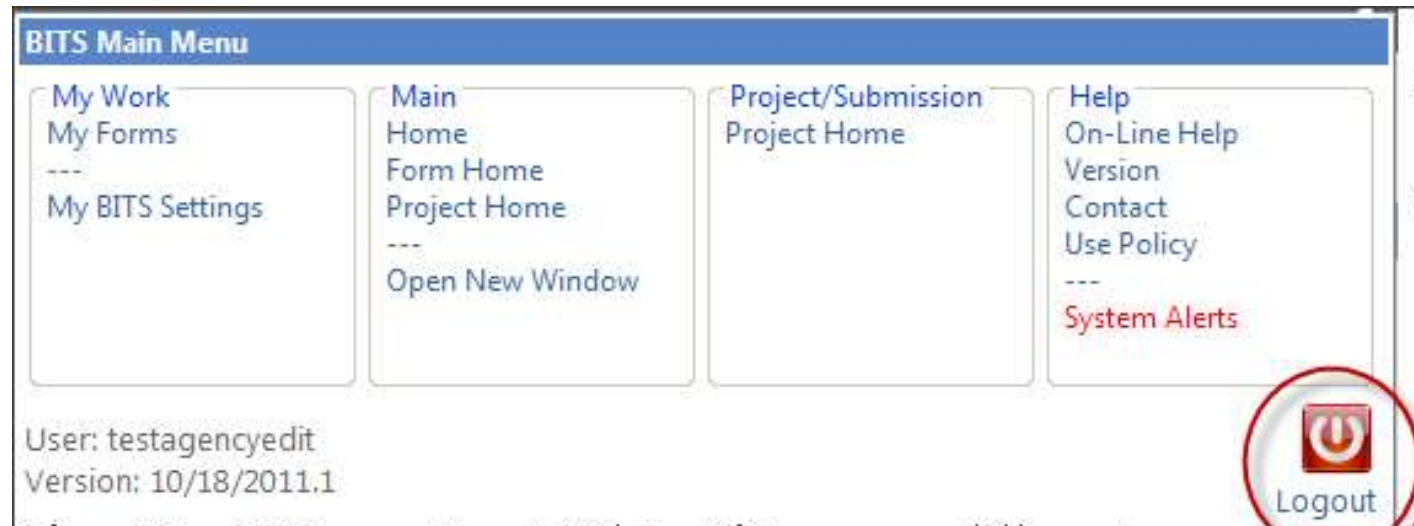 BITS Main Menu
My Work
My Forms
---
My BITS Settings
Main
Home
Form Home
Project Home
---
Open New Window
Project/Submission
Project Home
Help
On-Line Help
Version
Contact
Use Policy
---
System Alerts
User: testagencyedit
Version: 10/18/2011.1
Logout